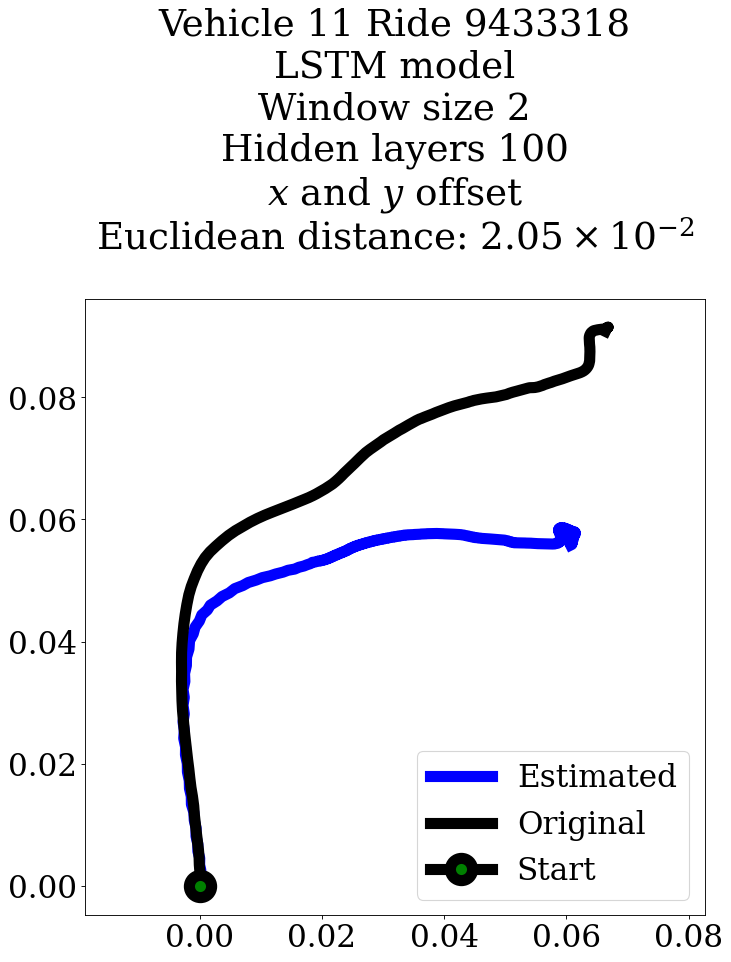 Vehicle 11 Ride 9433318
LSTM model
Window size 2
Hidden layers 100
x and y offset
Euclidean distance: 2.05 × 10⁻²
0.08
0.06
0.04
0.02
0.00
Estimated
Original
Start
0.00 0.02 0.04 0.06 0.08